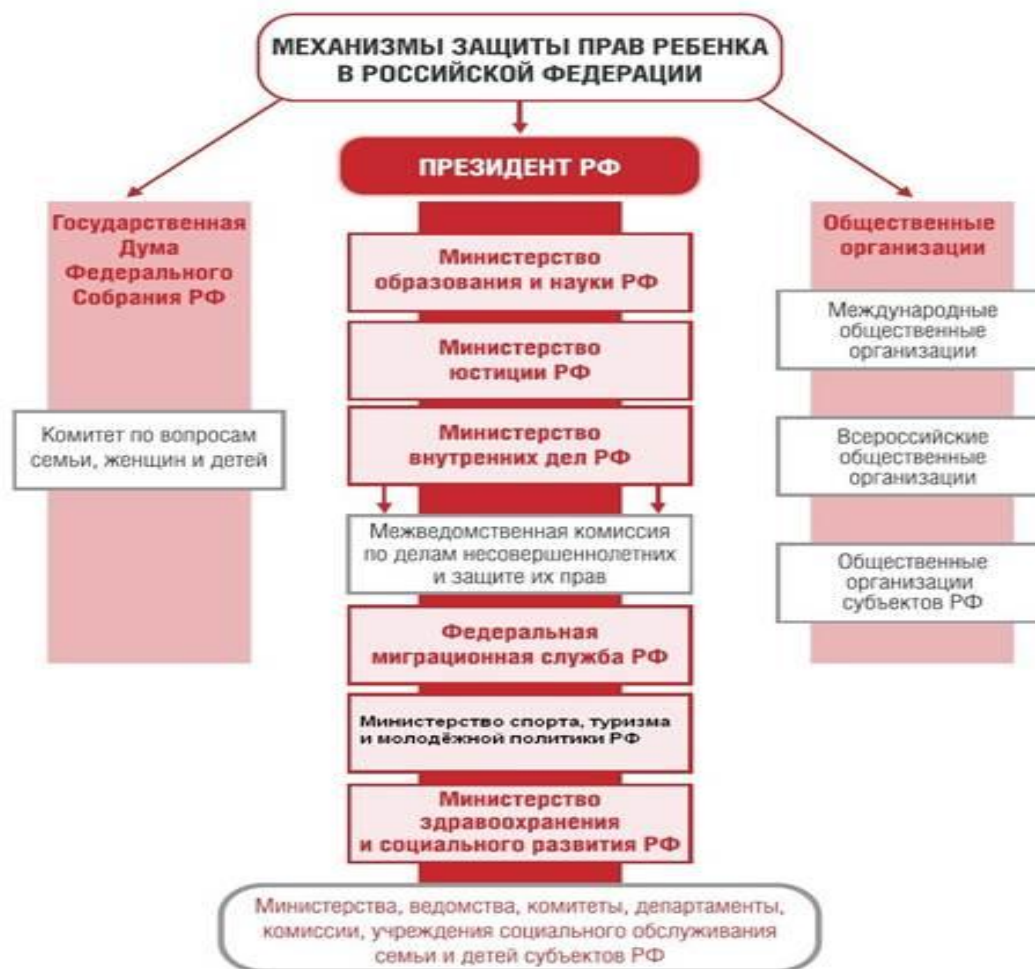 МЕХАНИЗМЫ ЗАЩИТЫ ПРАВ РЕБЕНКА
В РОССИЙСКОЙ ФЕДЕРАЦИИ
Государственная
Дума
Федерального
Собрания РФ
Комитет по вопросам
семьи, женщин и детей
ПРЕЗИДЕНТ РФ
Министерство
образования и науки РФ
Министерство
юстиции РФ
Министерство
внутренних дел РФ
Межведомственная комиссия
по делам несовершеннолетних
и защите их прав
Федеральная
миграционная служба РФ
Министерство спорта, туризма
и молодёжной политики РФ
Министерство
здравоохранения
и социального развития РФ
Министерства, ведомства, комитеты, департаменты,
комиссии, учреждения социального обслуживания
семьи и детей субъектов РФ
Общественные
организации
Международные
общественные
организации
Всероссийские
общественные
организации
Общественные
организации
субъектов РФ